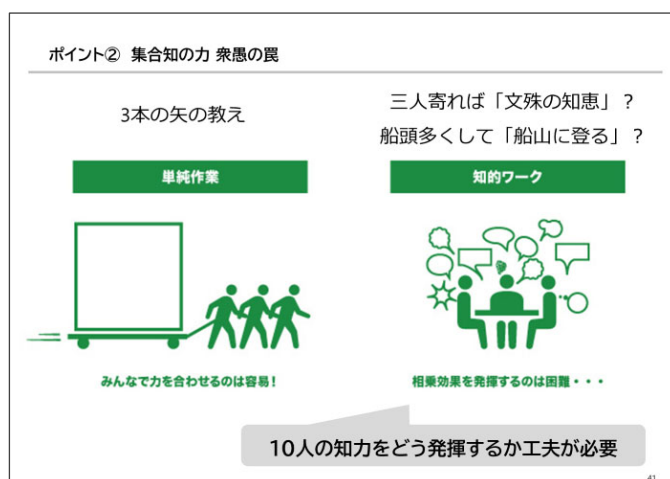 ポイント② 集合知の力 衆愚の罠
3本の矢の教え
三人寄れば「文殊の知恵」?
船頭多くして「船山に登る」?
単純作業
知的ワーク
みんなで力を合わせるのは容易!
相乗効果を発揮するのは困難・・・
10人の知力をどう発揮するか工夫が必要